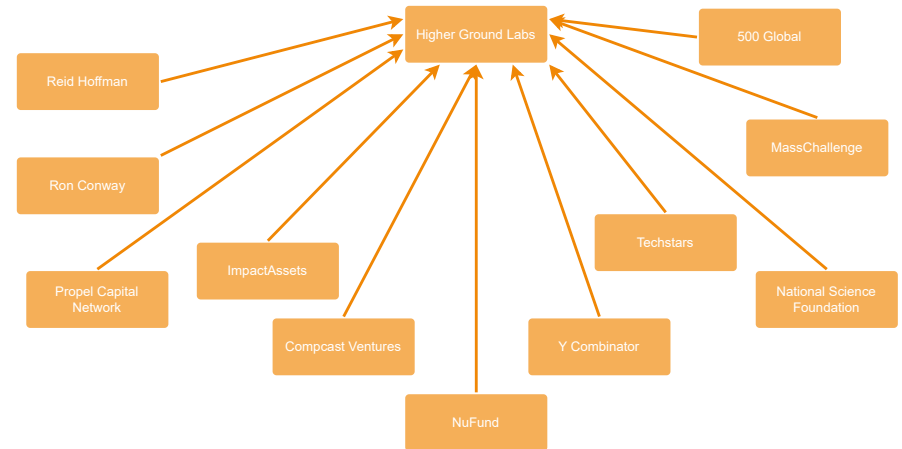 Higher Ground Labs
500 Global
Reid Hoffman
MassChallenge
Ron Conway
Techstars
ImpactAssets
Propel Capital
Network
National Science
Foundation
Compcast Ventures
Y Combinator
NuFund